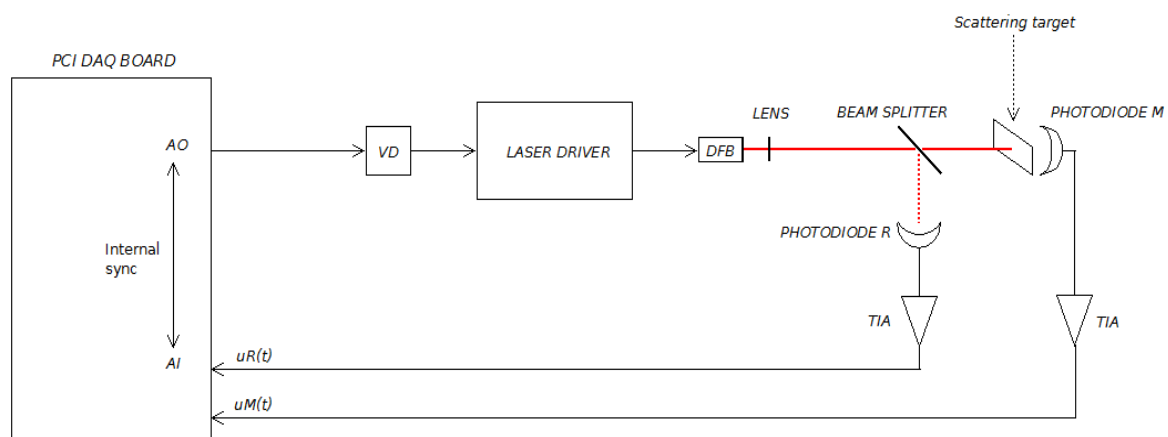 Scattering target
PCI DAQ BOARD
LENS
BEAM SPLITTER
PHOTODIODE M
AO
VD
LASER DRIVER
DFB
PHOTODIODE R
Internal
sync
TIA
TIA
AI
uR(t)
uM(t)